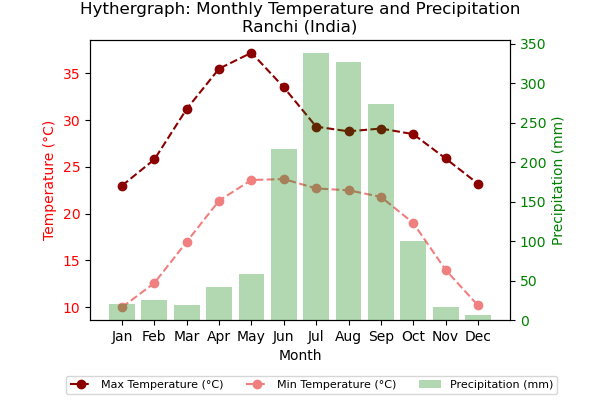 Hythergraph: Monthly Temperature and Precipitation
Ranchi (India)
Temperature (°C)
35
30
25
20
15
10
Precipitation (mm)
350
300
250
200
150
100
50
0
Jan Feb Mar Apr May Jun Jul Aug Sep Oct Nov Dec
Month
Max Temperature (°C) Min Temperature (°C) Precipitation (mm)